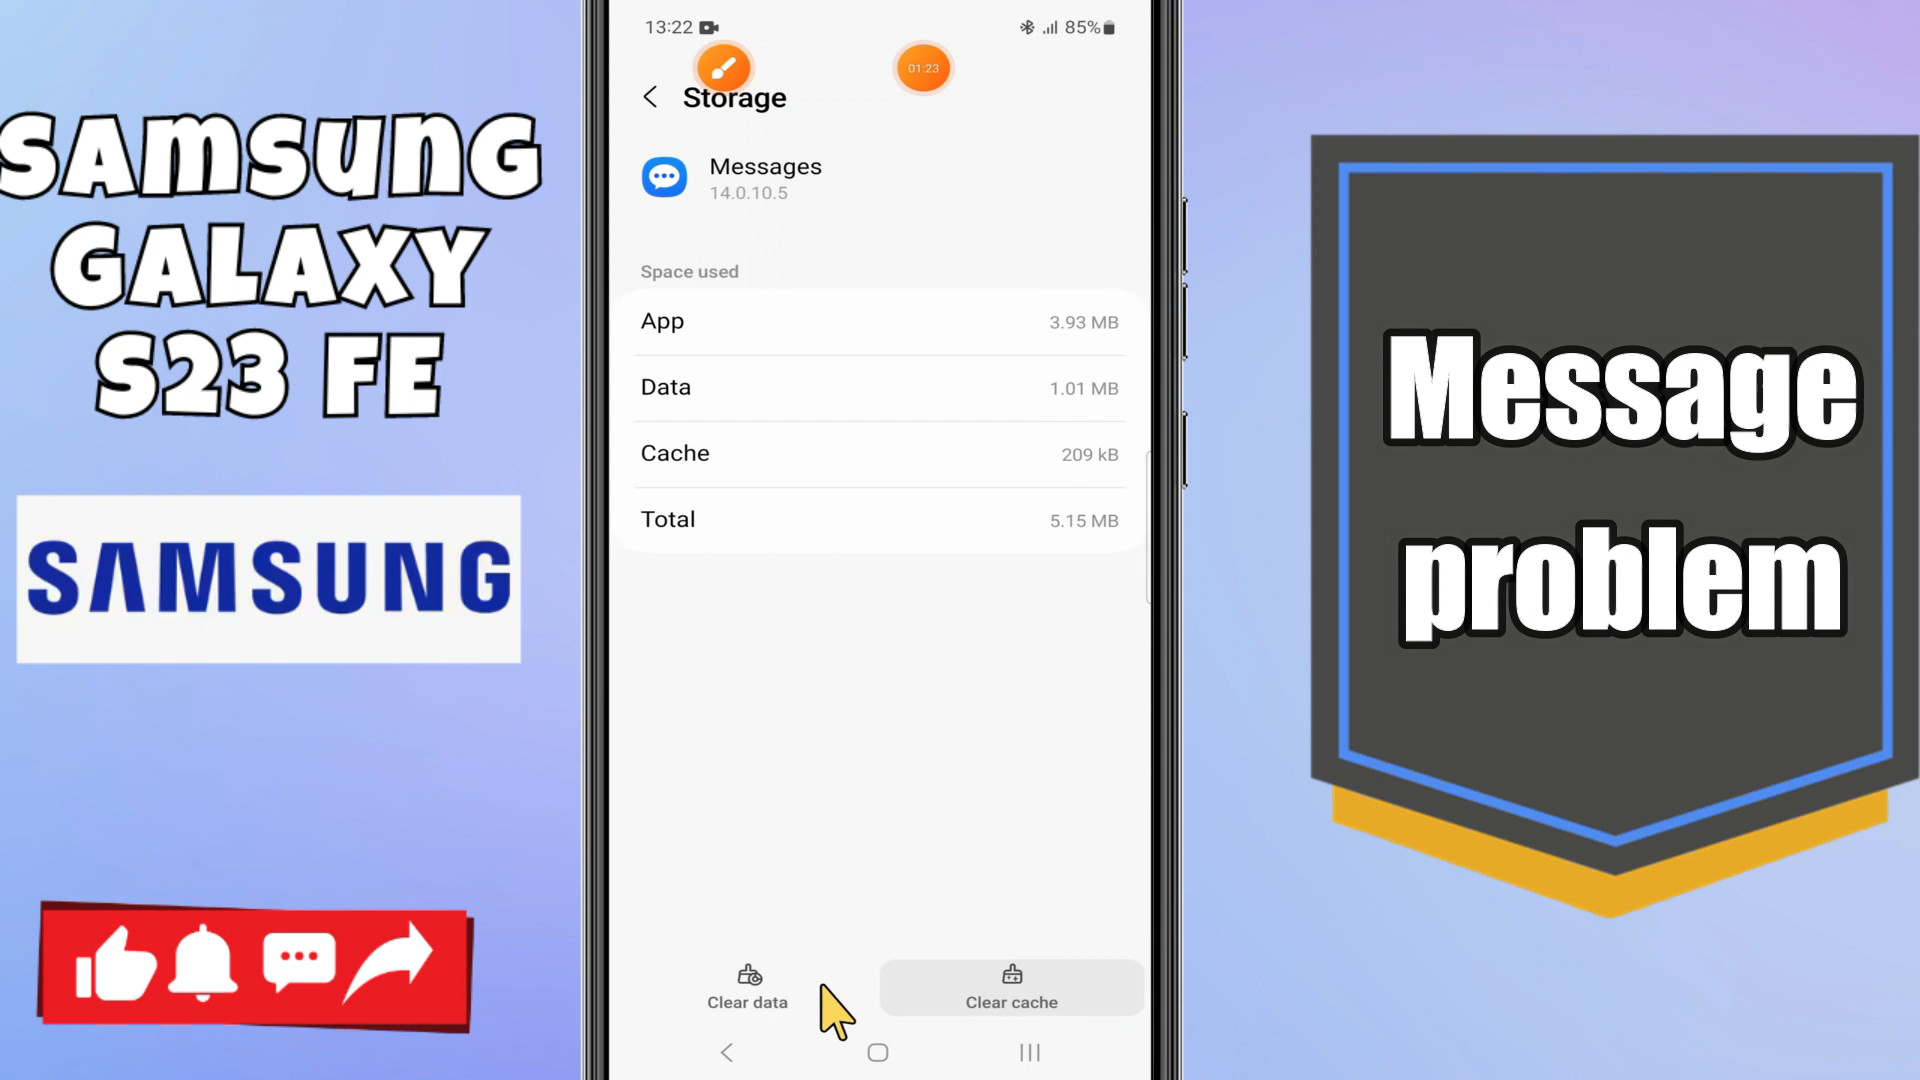 SAMSUNG
GALAXY
S23 FE
SAMSUNG
13:22
85%
01:23
Storage
Messages
14.0.10.5
Space used
App 3.93 MB
Data 1.01 MB
Cache 209 kB
Total 5.15 MB
Clear data
Clear cache
Message
problem